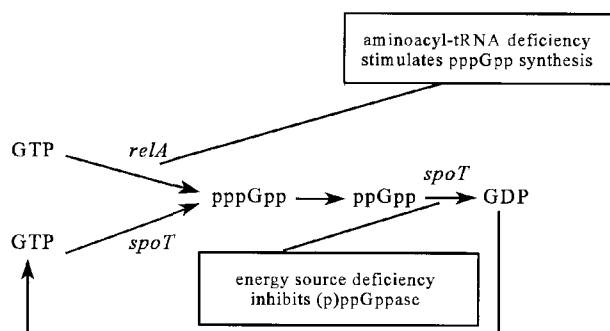 aminoacyl-tRNA deficiency
stimulates pppGpp synthesis
GTP relA
pppGpp ppGpp spoT GDP
GTP spoT
energy source deficiency
inhibits (p)ppGppase